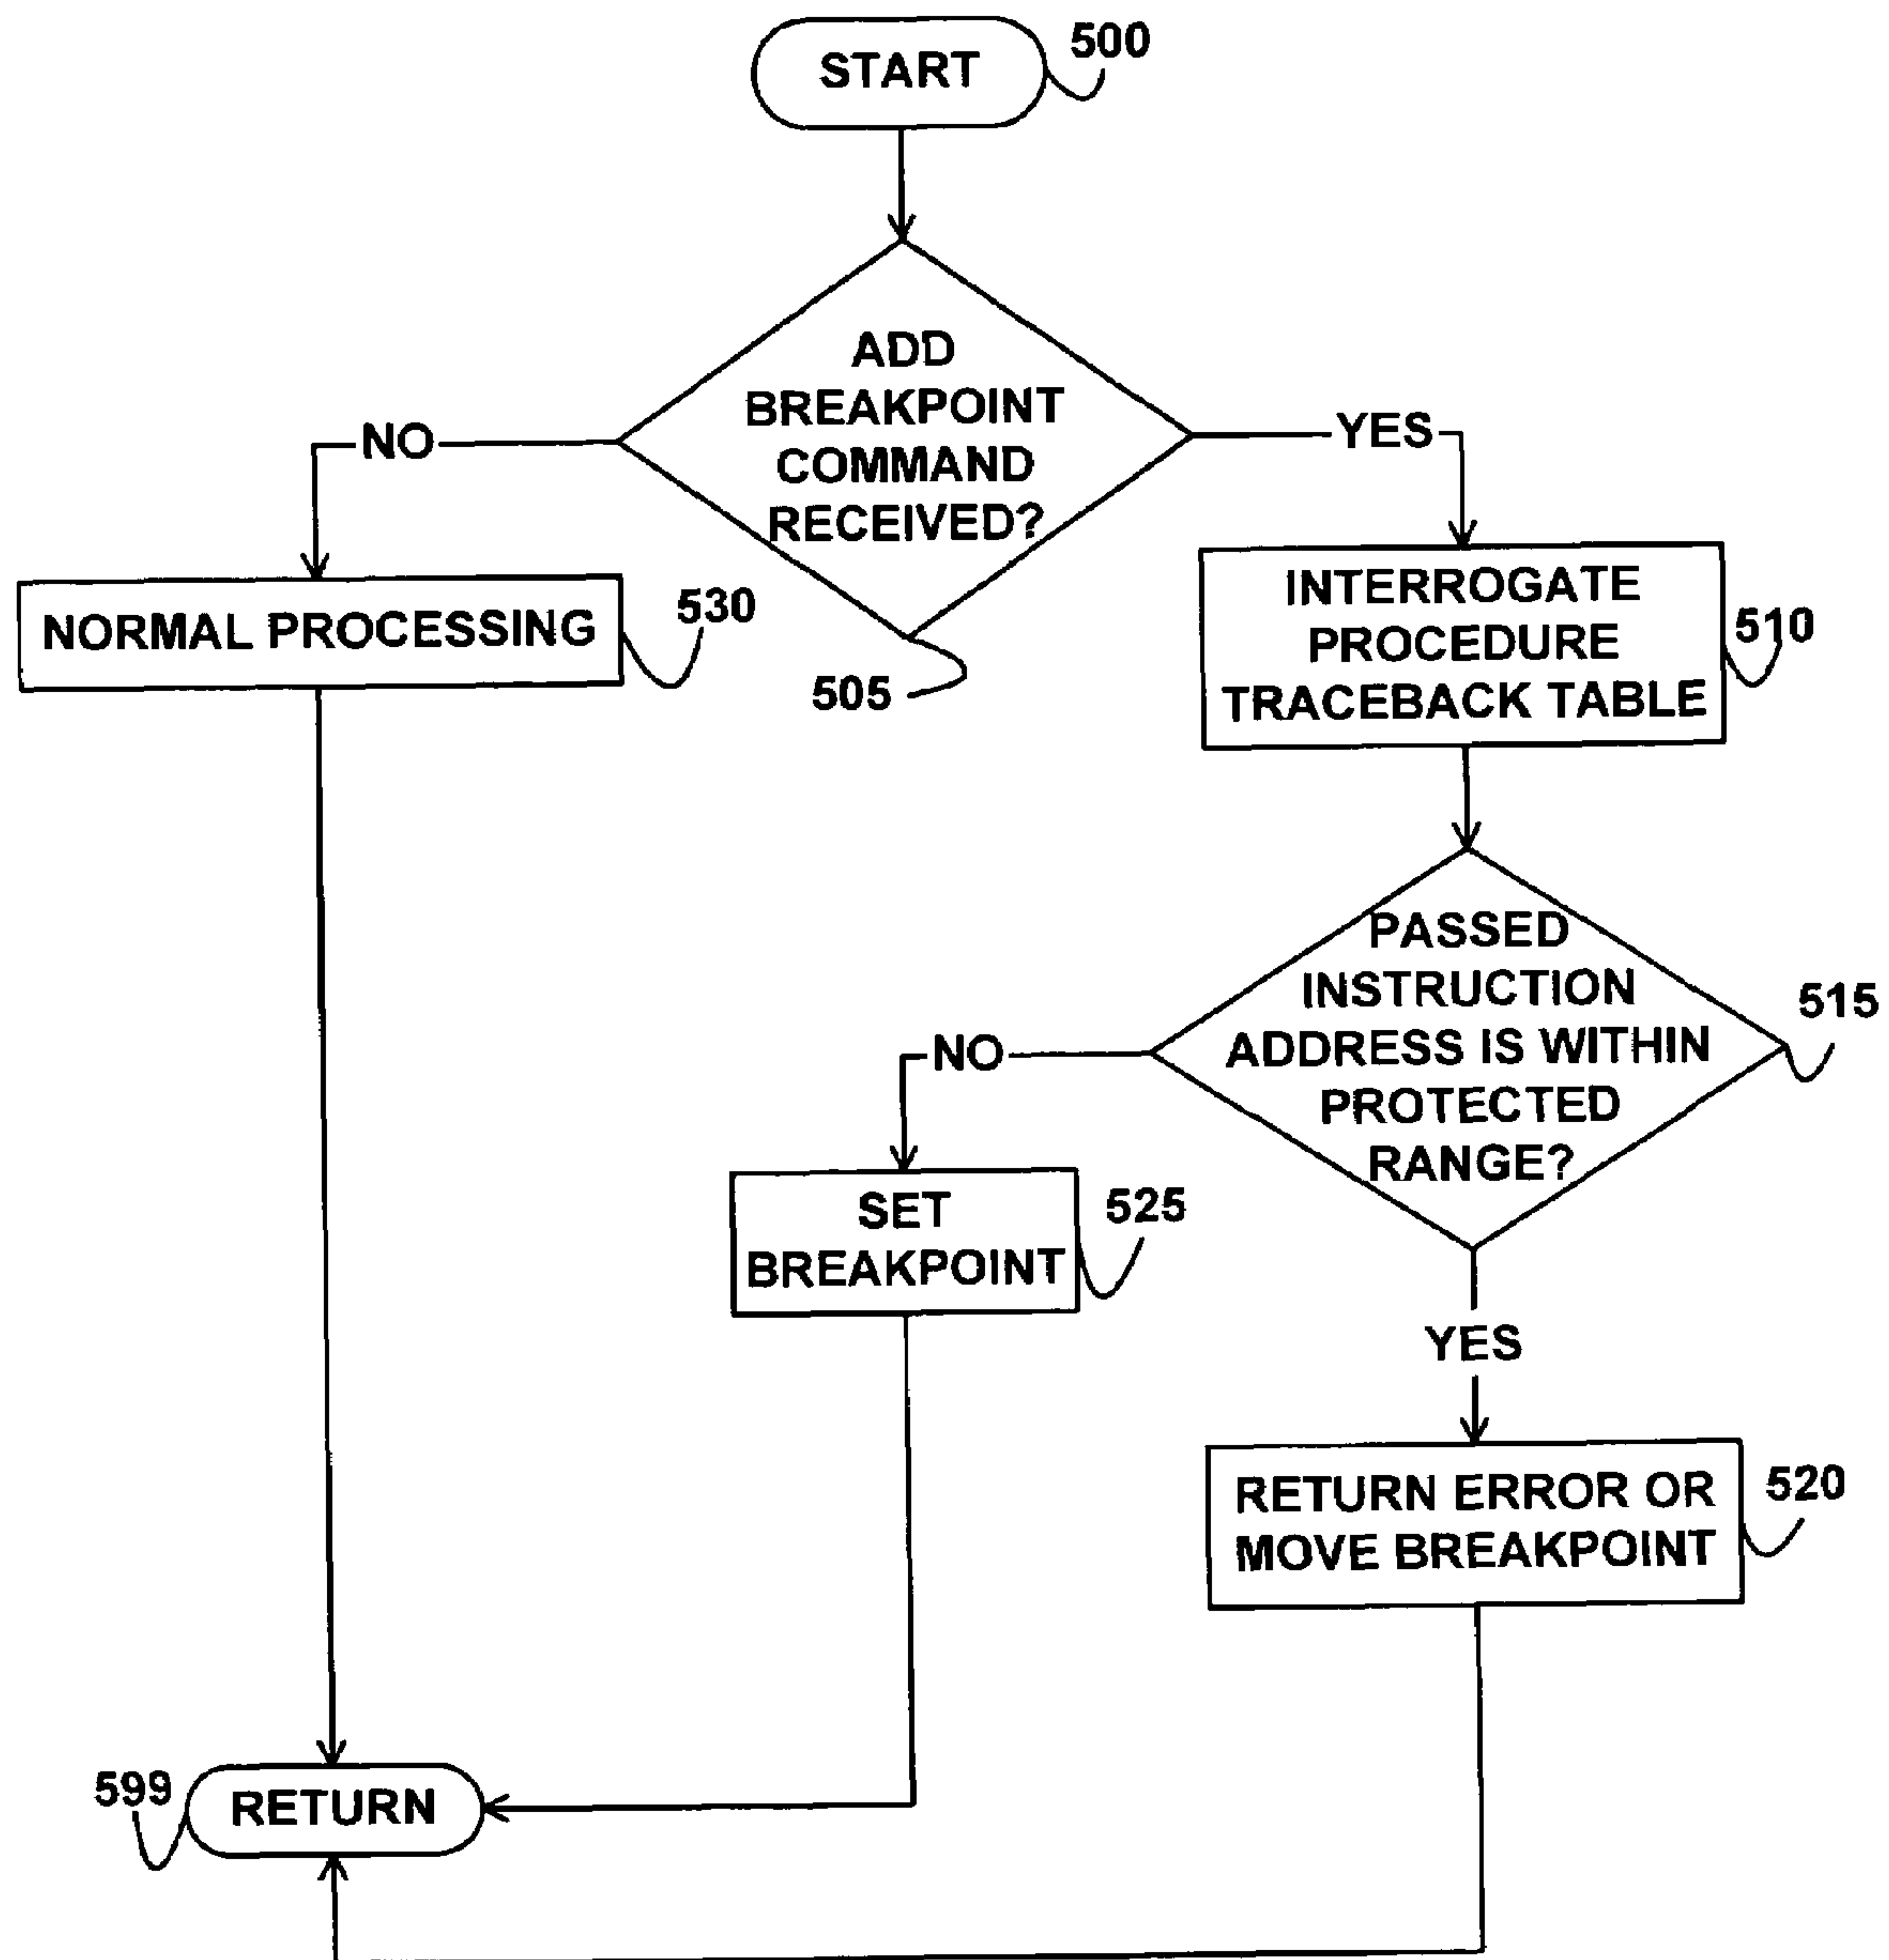 START
500
ADD
BREAKPOINT
COMMAND
RECEIVED?
NO
YES
505
NORMAL PROCESSING
530
INTERROGATE
PROCEDURE
TRACEBACK TABLE
510
PASSED
INSTRUCTION
ADDRESS IS WITHIN
PROTECTED
RANGE?
515
NO
YES
SET
BREAKPOINT
525
RETURN ERROR OR
MOVE BREAKPOINT
520
599
RETURN